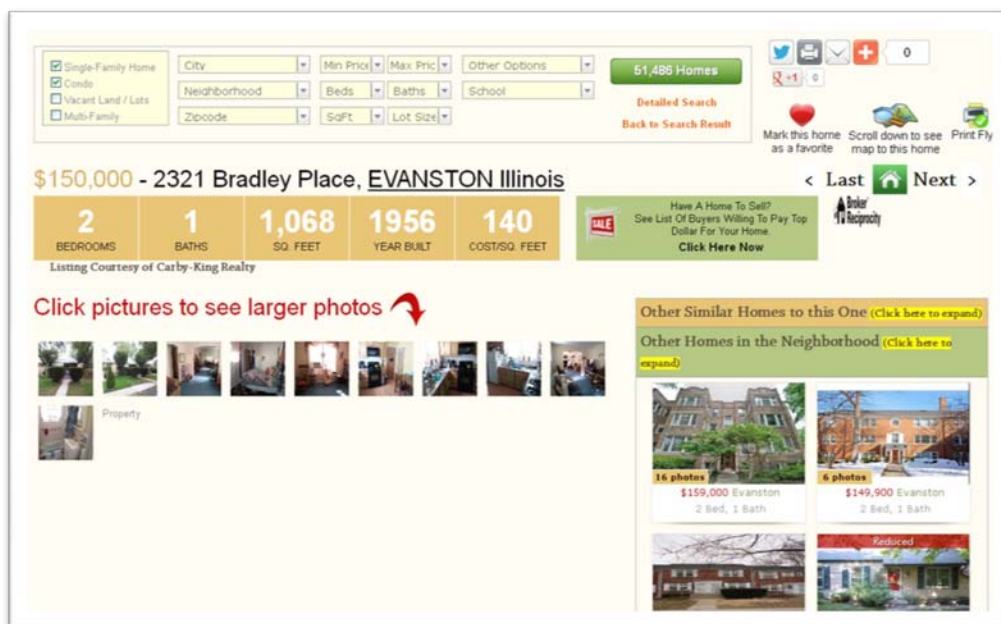 Single-Family Home
Condo
Vacant Land / Lots
Multi-Family
City
Neighborhood
Zipcode
Min Price
Max Pric
Beds
Baths
SqFt
Lot Size
Other Options
School
51,486 Homes
Detailed Search
Back to Search Result
0
+1
0
Mark this home
as a favorite
Scroll down to see
map to this home
Print Fly
$150,000 - 2321 Bradley Place, EVANSTON Illinois
< Last
Next >
2
BEDROOMS
1
BATHS
1,068
SQ. FEET
1956
YEAR BUILT
140
COST/SQ. FEET
SALE
Have A Home To Sell?
See List Of Buyers Willing To Pay Top
Dollar For Your Home.
Click Here Now
Broker
Reciprocity
Listing Courtesy of Carby-King Realty
Click pictures to see larger photos
Property
Other Similar Homes to this One (Click here to expand)
Other Homes in the Neighborhood (Click here to
expand)
16 photos
$159,000 Evanston
2 Bed, 1 Bath
6 photos
$149,900 Evanston
2 Bed, 1 Bath
Reduced